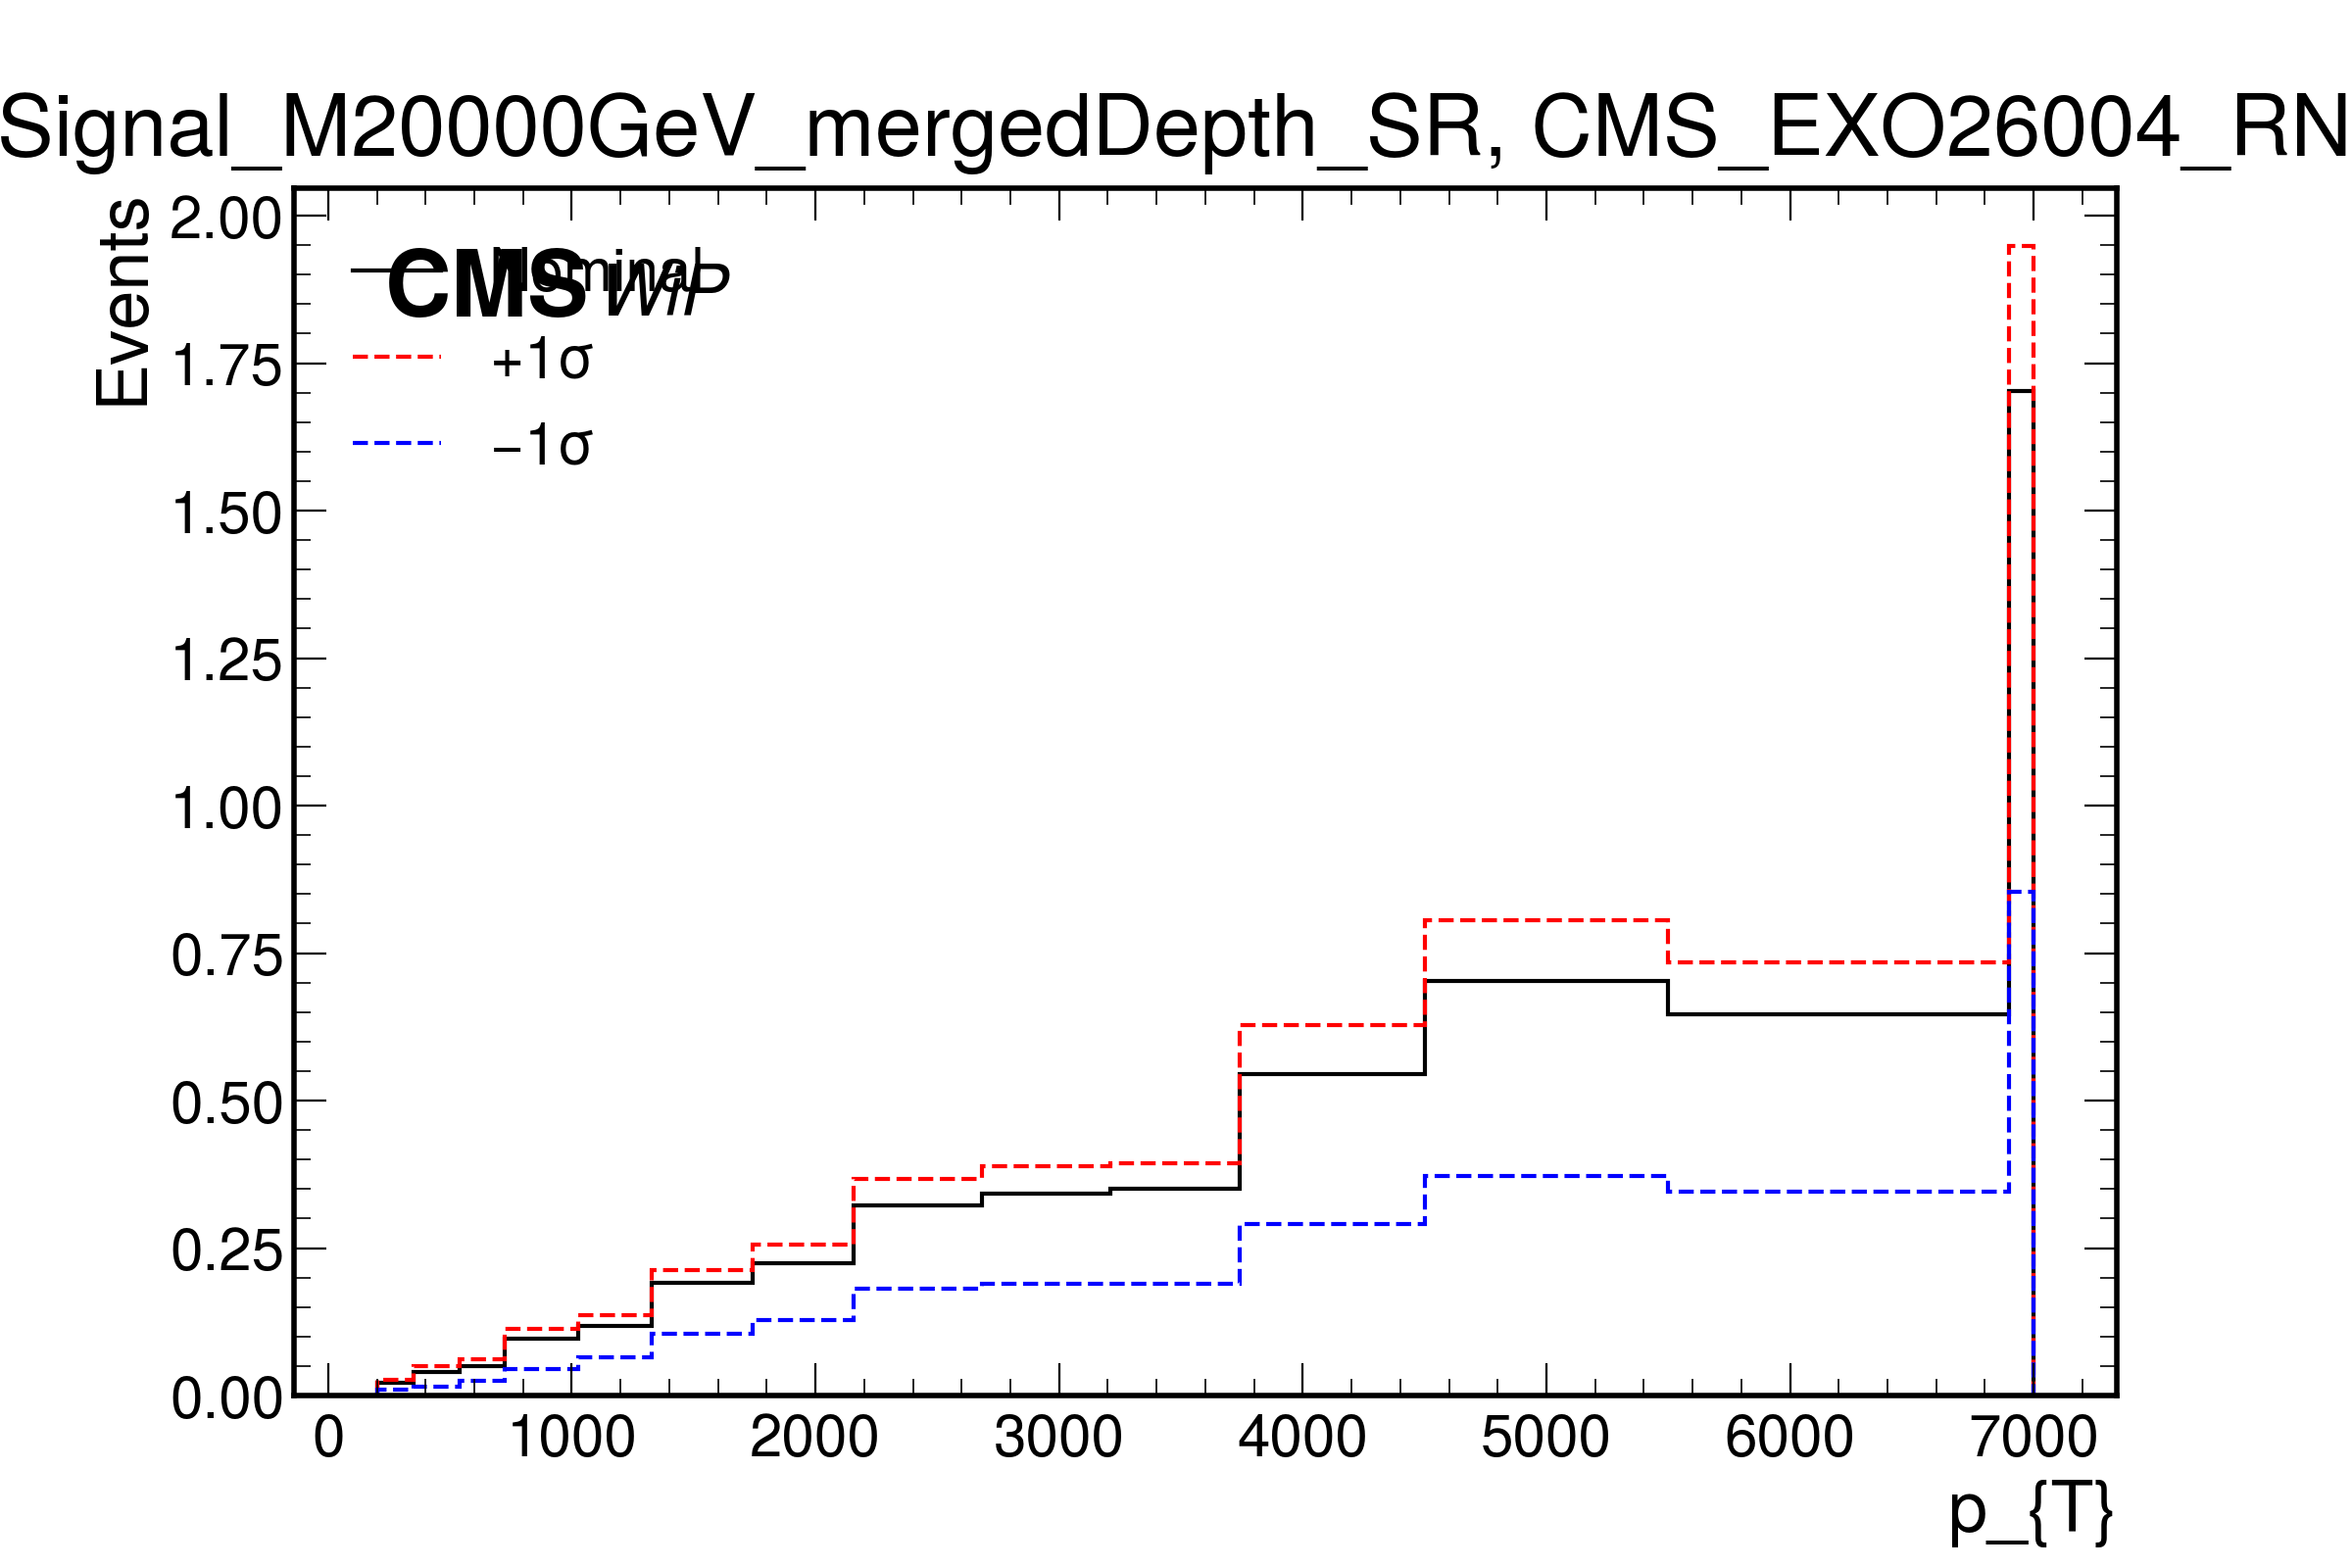 Signal_M20000GeV_mergedDepth_SR, CMS_EXO26004_RN
Events
2.00
1.75
1.50
1.25
1.00
0.75
0.50
0.25
0.00
CMS WiP
Nominal
+1σ
−1σ
0 1000 2000 3000 4000 5000 6000 7000
p_{T}